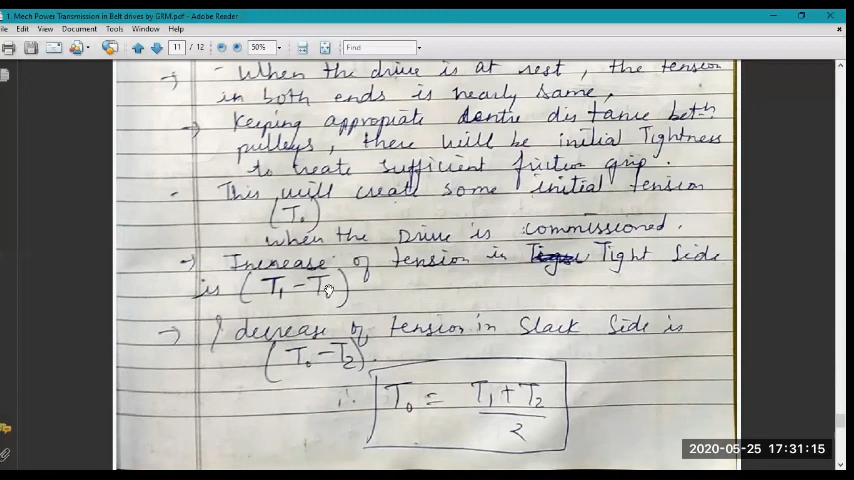 1. Mech Power Transmission in Belt drives by GRM.pdf - Adobe Reader
File Edit View Document Tools Window Help
11 / 12 50% Find
→ - When the drive is at rest, the tension
in both ends is nearly same,
→ Keeping appropiate centre distance betⁿ
pulleys, there will be initial Tightness
to create sufficient friction grip.
- This will create some initial tension
(T₀)
when the Drive is commissioned.
→ Increase of tension in Tight Side
is (T₁ - T₀)
→ decrease of tension in Slack Side is
(T₀ - T₂).
∴ T₀ = T₁ + T₂
2
2020-05-25 17:31:15